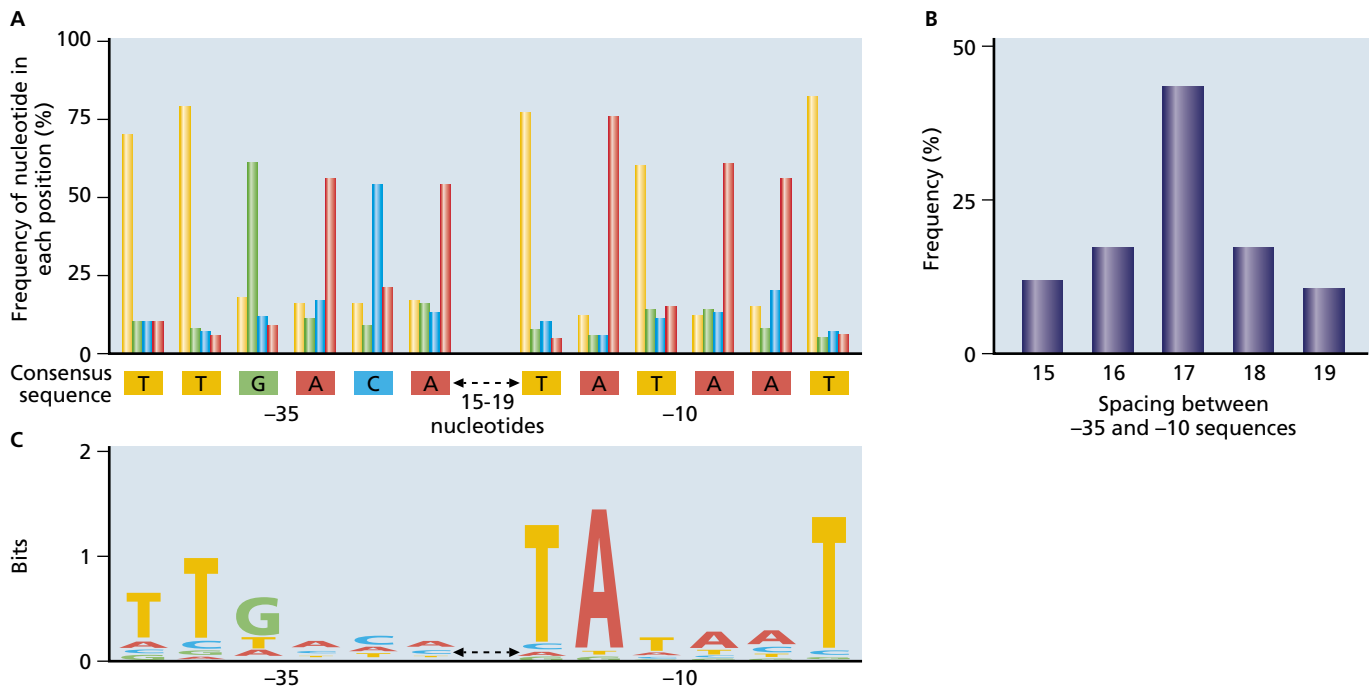 A
Frequency of nucleotide in
each position (%)
100
75
50
25
0
Consensus
sequence
T T G A C A T A T A A T
15-19
nucleotides
–35
–10
B
Frequency (%)
50
25
0
15 16 17 18 19
Spacing between
–35 and –10 sequences
C
Bits
2
1
0
T T G A C A T A T A A T
A C T C A C C T A T C C
C G A T T T A G C C T G
G A G
–35
–10